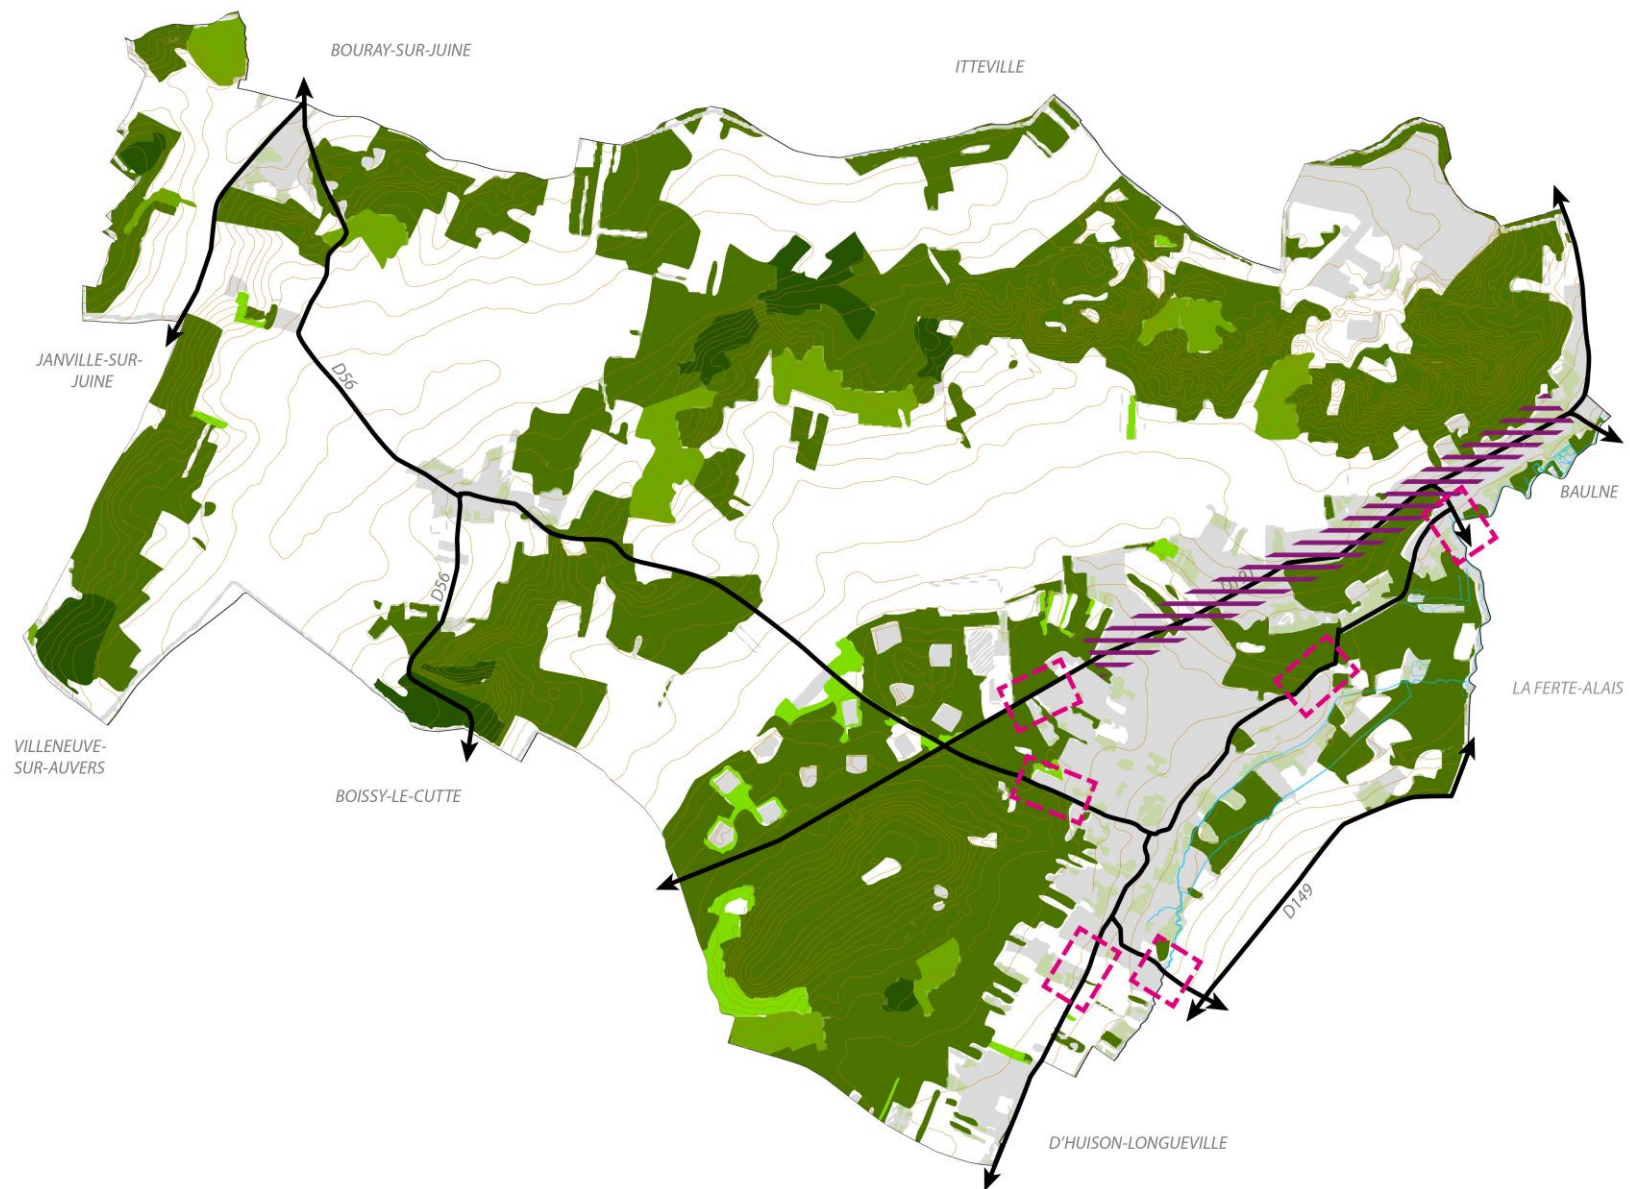 BOURAY-SUR-JUINE
ITTEVILLE
JANVILLE-SUR-
JUINE
D56
BAULNE
D56
LA FERTE-ALAIS
VILLENEUVE-
SUR-AUVERS
BOISSY-LE-CUTTE
D149
D'HUISON-LONGUEVILLE